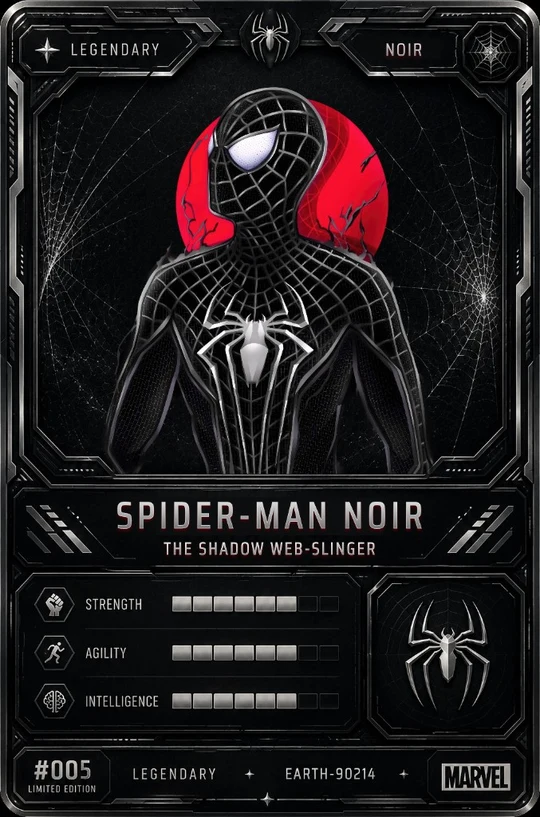 LEGENDARY
NOIR
SPIDER-MAN NOIR
THE SHADOW WEB-SLINGER
STRENGTH
AGILITY
INTELLIGENCE
#005
LIMITED EDITION
LEGENDARY
EARTH-90214
MARVEL